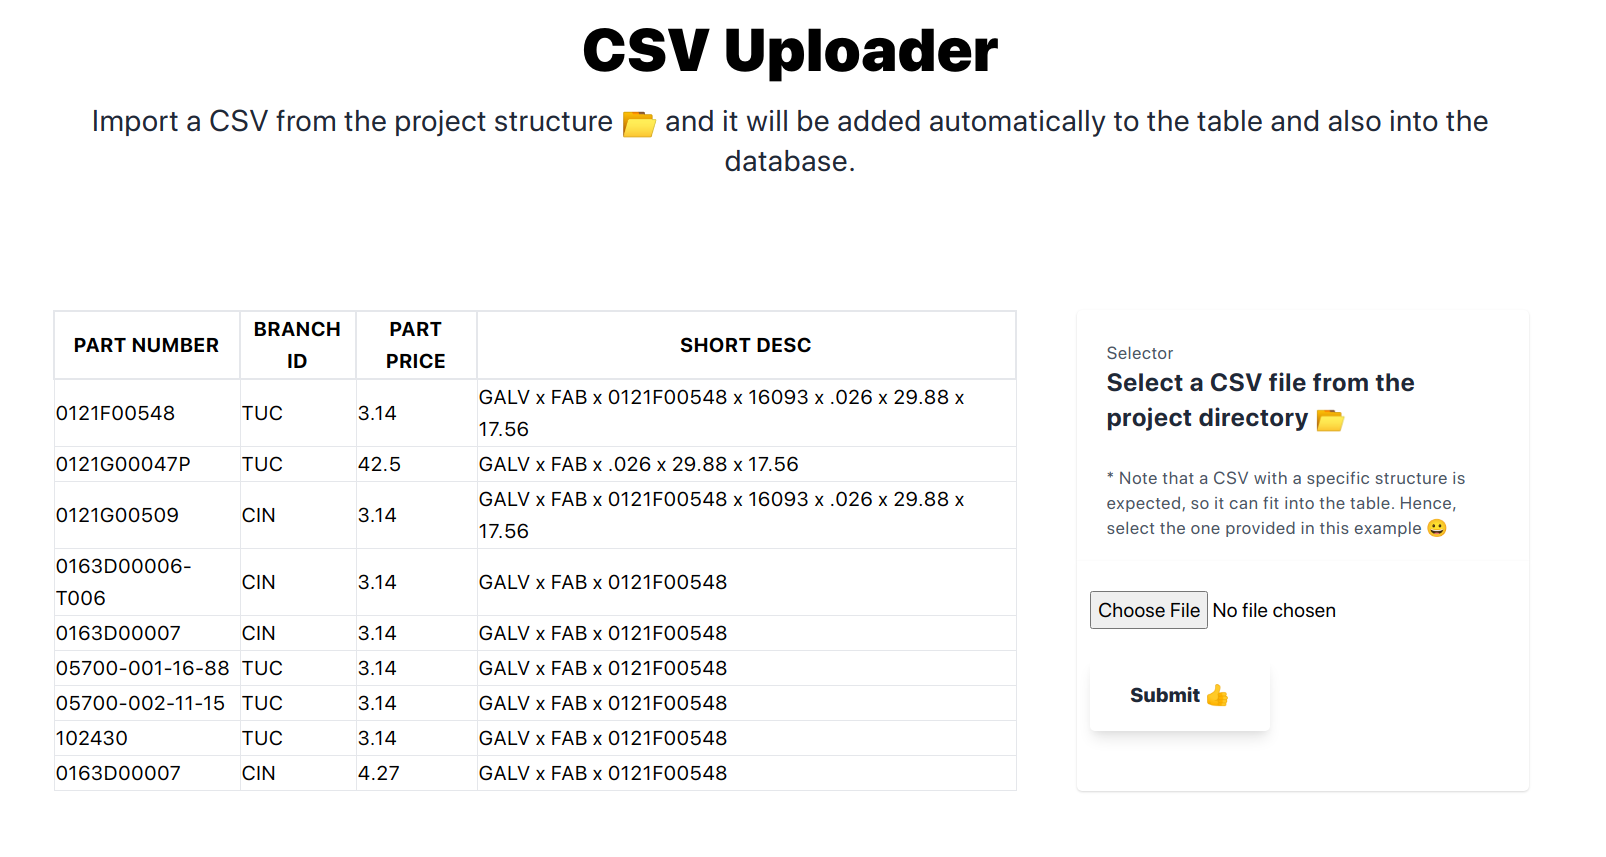 CSV Uploader
Import a CSV from the project structure 📂 and it will be added automatically to the table and also into the
database.
PART NUMBER BRANCH ID PART PRICE SHORT DESC
0121F00548 TUC 3.14 GALV x FAB x 0121F00548 x 16093 x .026 x 29.88 x 17.56
0121G00047P TUC 42.5 GALV x FAB x .026 x 29.88 x 17.56
0121G00509 CIN 3.14 GALV x FAB x 0121F00548 x 16093 x .026 x 29.88 x 17.56
0163D00006-T006 CIN 3.14 GALV x FAB x 0121F00548
0163D00007 CIN 3.14 GALV x FAB x 0121F00548
05700-001-16-88 TUC 3.14 GALV x FAB x 0121F00548
05700-002-11-15 TUC 3.14 GALV x FAB x 0121F00548
102430 TUC 3.14 GALV x FAB x 0121F00548
0163D00007 CIN 4.27 GALV x FAB x 0121F00548
Selector
Select a CSV file from the
project directory 📂
* Note that a CSV with a specific structure is
expected, so it can fit into the table. Hence,
select the one provided in this example 😀
Choose File No file chosen
Submit 👍